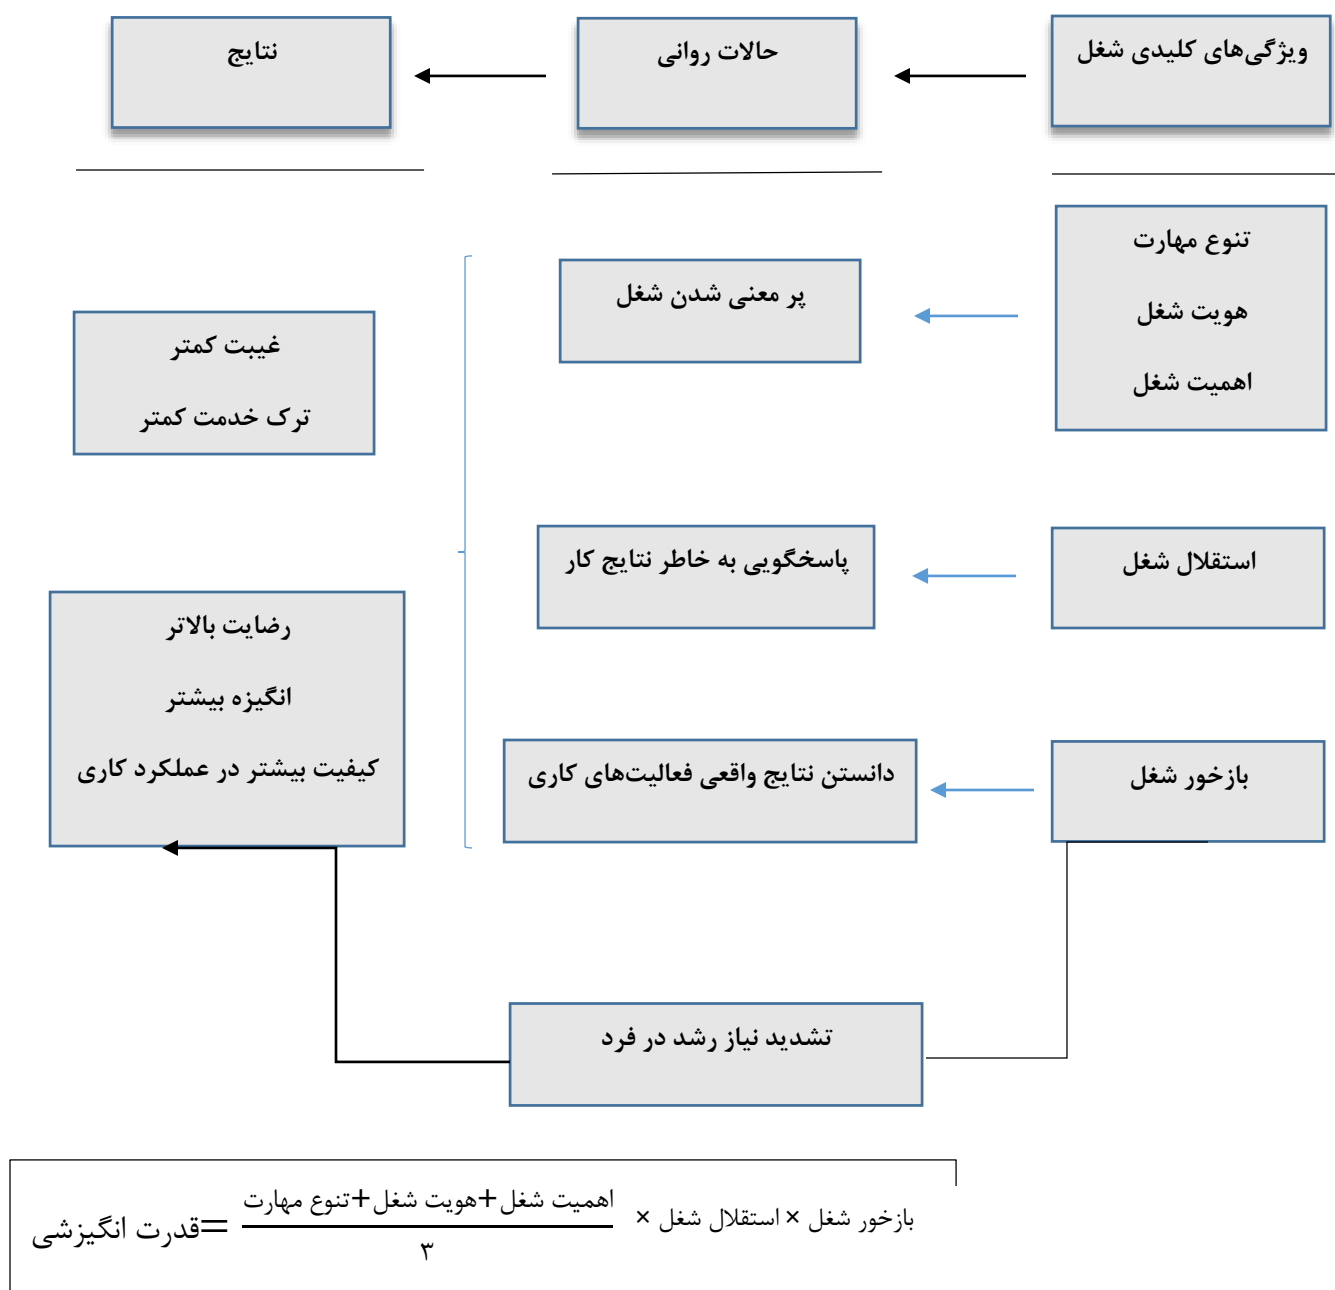 ویژگی‌های کلیدی شغل
حالات روانی
نتایج
تنوع مهارت
هویت شغل
اهمیت شغل
پر معنی شدن شغل
غیبت کمتر
ترک خدمت کمتر
استقلال شغل
پاسخگویی به خاطر نتایج کار
رضایت بالاتر
انگیزه بیشتر
کیفیت بیشتر در عملکرد کاری
بازخور شغل
دانستن نتایج واقعی فعالیت‌های کاری
تشدید نیاز رشد در فرد
قدرت انگیزشی= تنوع مهارت+هویت شغل+اهمیت شغل × استقلال شغل × بازخور شغل
۳